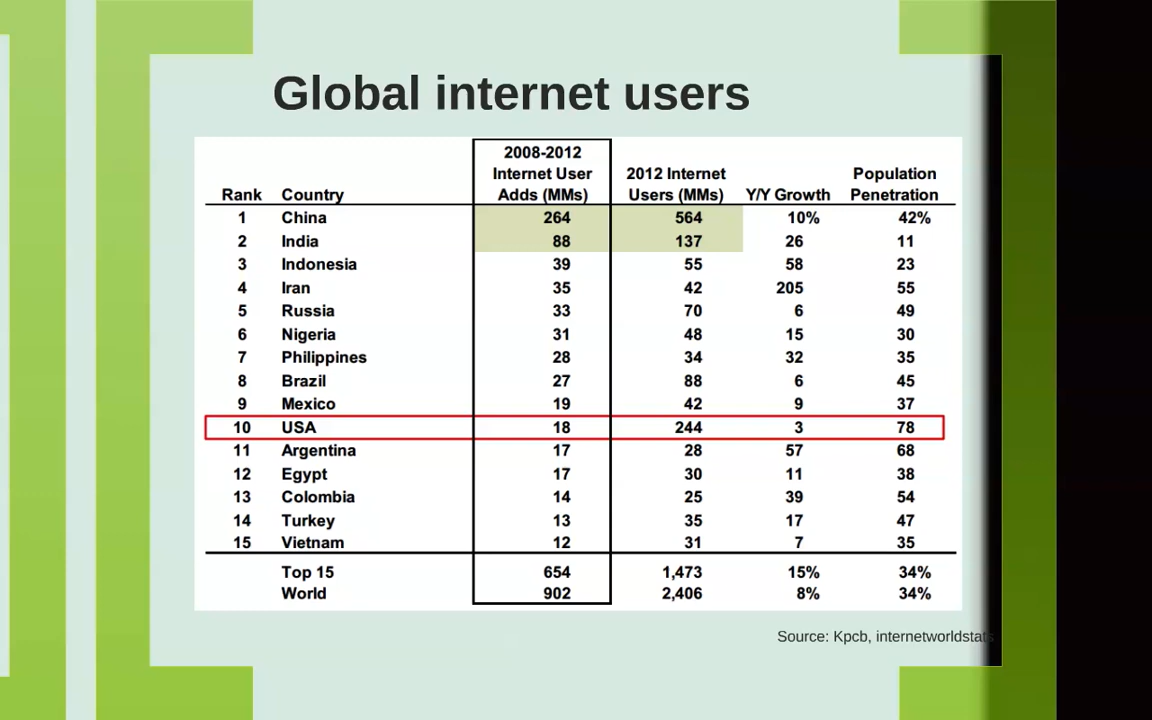 Global internet users
2008-2012
Internet User 2012 Internet Population
Rank Country Adds (MMs) Users (MMs) Y/Y Growth Penetration
1 China 264 564 10% 42%
2 India 88 137 26 11
3 Indonesia 39 55 58 23
4 Iran 35 42 205 55
5 Russia 33 70 6 49
6 Nigeria 31 48 15 30
7 Philippines 28 34 32 35
8 Brazil 27 88 6 45
9 Mexico 19 42 9 37
10 USA 18 244 3 78
11 Argentina 17 28 57 68
12 Egypt 17 30 11 38
13 Colombia 14 25 39 54
14 Turkey 13 35 17 47
15 Vietnam 12 31 7 35
Top 15 654 1,473 15% 34%
World 902 2,406 8% 34%
Source: Kpcb, internetworldstats